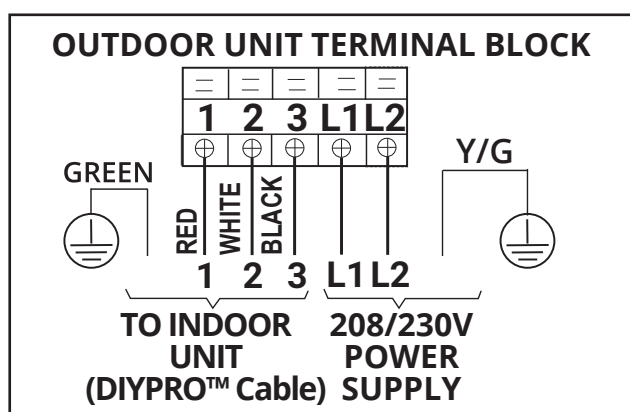 OUTDOOR UNIT TERMINAL BLOCK
1 2 3 L1 L2
GREEN
Y/G
RED
WHITE
BLACK
1 2 3 L1 L2
TO INDOOR
UNIT
(DIYPRO™ Cable)
208/230V
POWER
SUPPLY